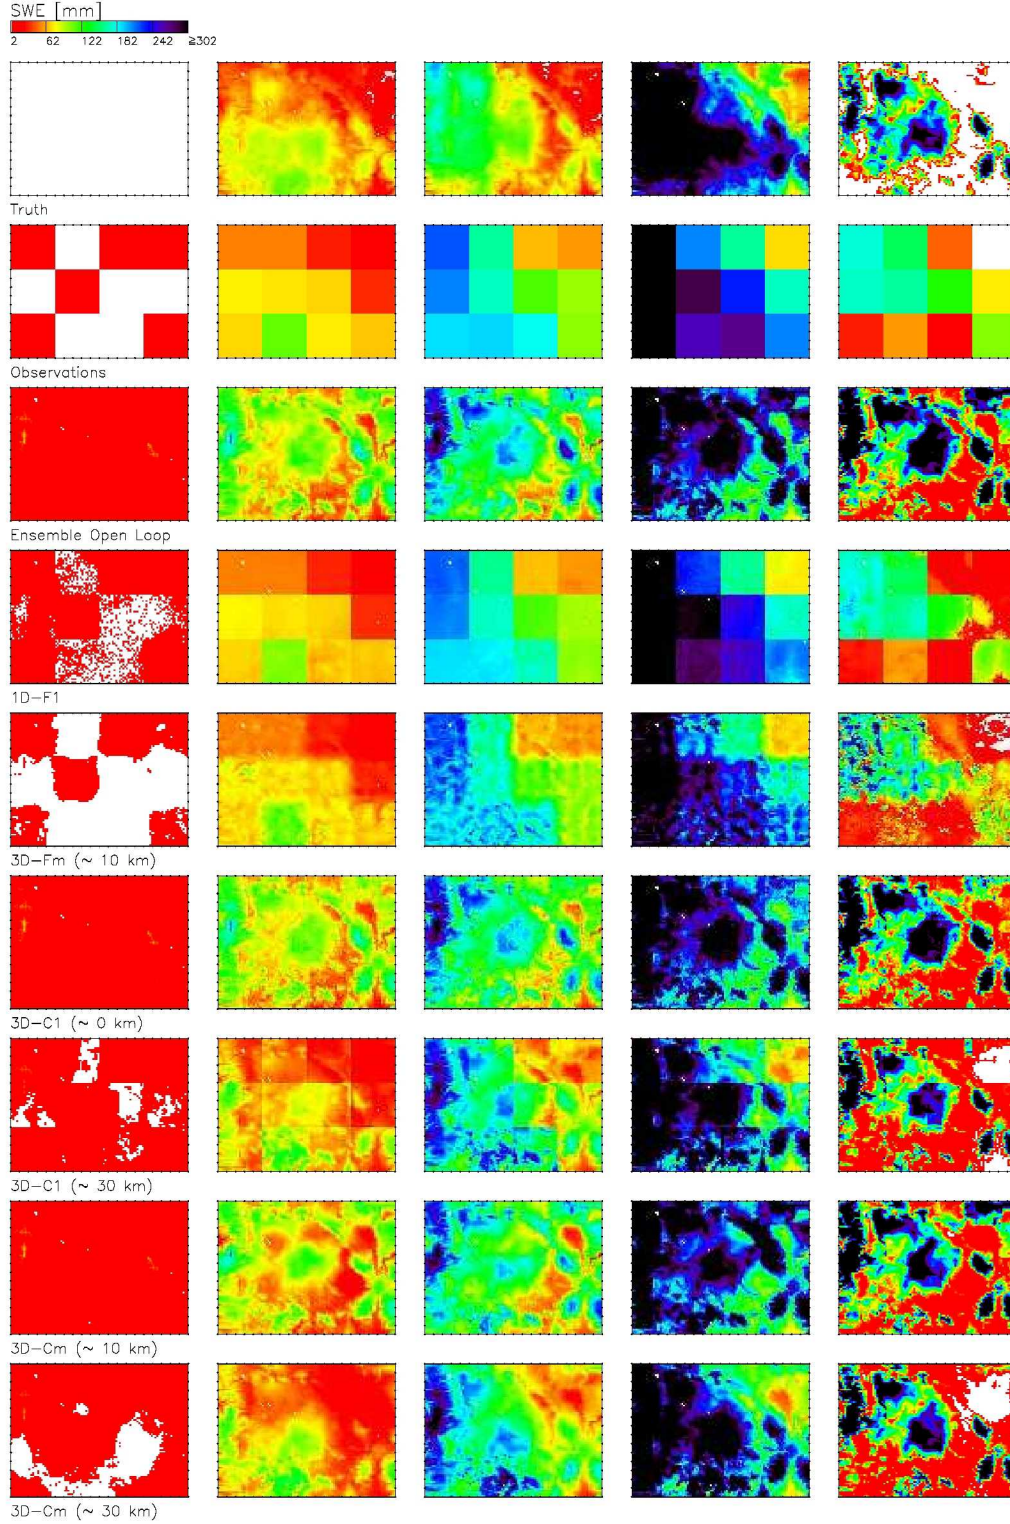 SWE [mm]
2 62 122 182 242 ≧302
Truth
Observations
Ensemble Open Loop
1D-F1
3D-Fm (~ 10 km)
3D-C1 (~ 0 km)
3D-C1 (~ 30 km)
3D-Cm (~ 10 km)
3D-Cm (~ 30 km)